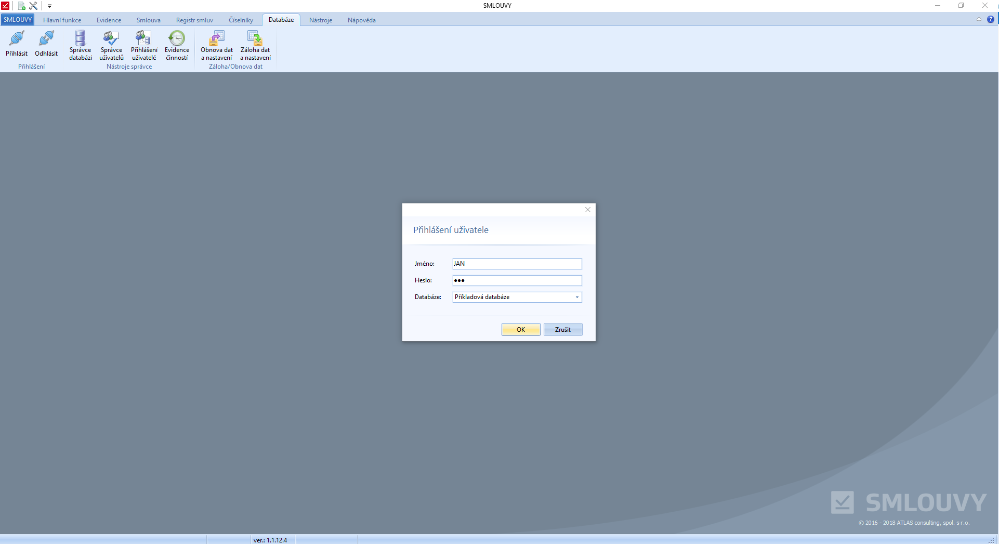 SMLOUVY
SMLOUVY Hlavní funkce Evidence Smlouva Registr smluv Číselníky Databáze Nástroje Nápověda
Přihlásit Odhlásit
Správce databází
Správce uživatelů
Přihlášení uživatelé
Evidence činností
Obnova dat a nastavení
Záloha dat a nastavení
Přihlášení Nástroje správce Záloha/Obnova dat
Přihlášení uživatele
Jméno: JAN
Heslo: ●●●
Databáze: Příkladová databáze
OK Zrušit
SMLOUVY
© 2016 - 2018 ATLAS consulting, spol. s r.o.
ver.: 1.1.12.4